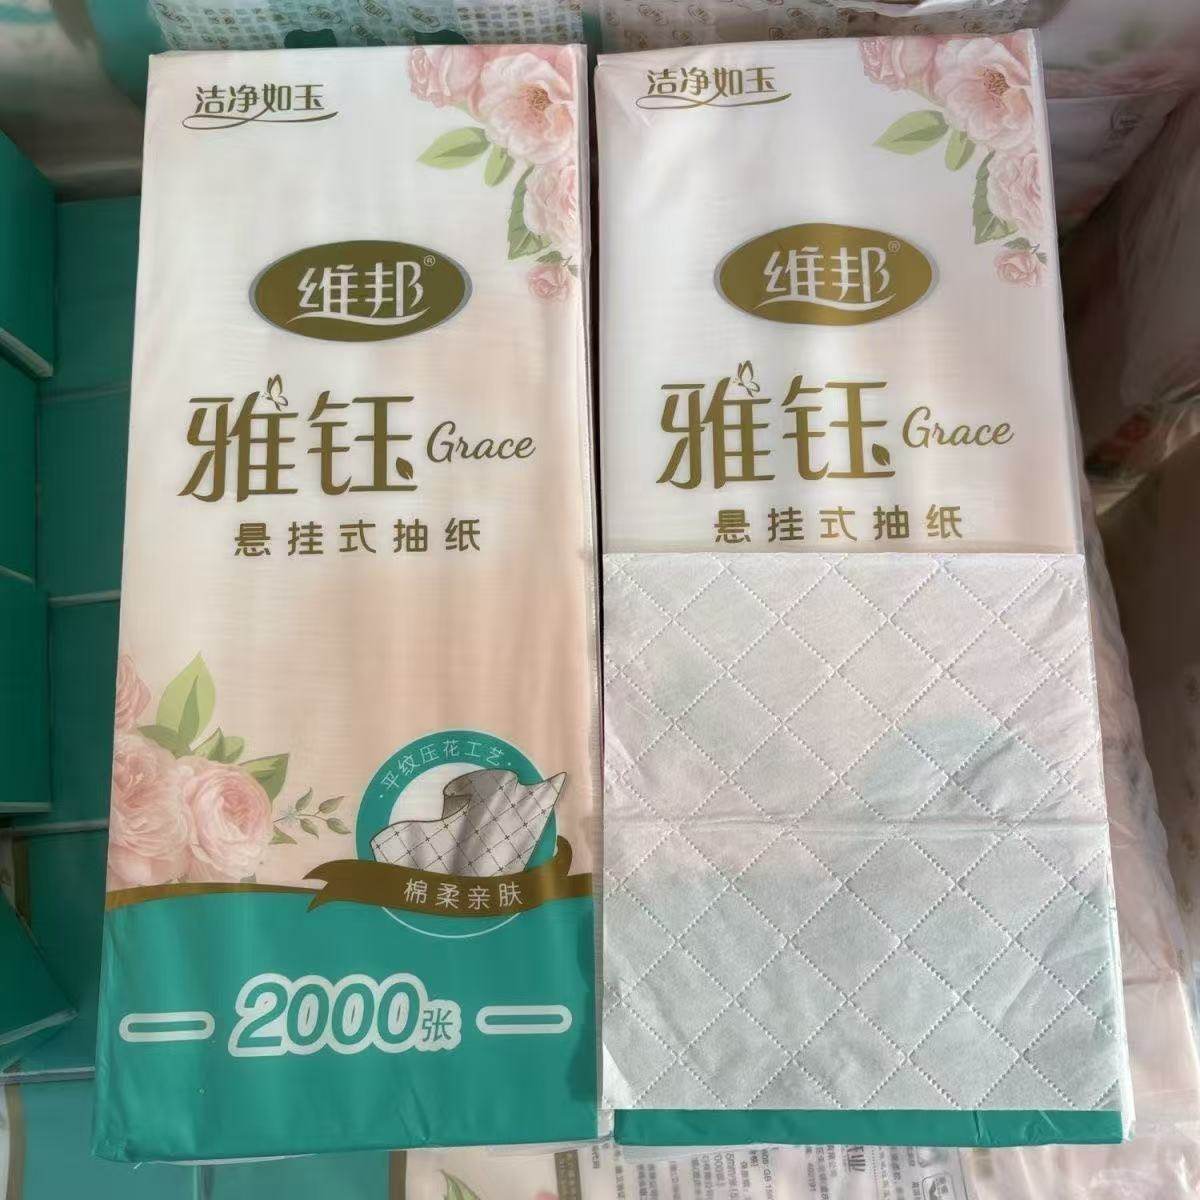 洁净如玉
维邦®
雅钰 Grace
悬挂式抽纸
·平纹压花工艺·
棉柔亲肤
2000张
洁净如玉
维邦®
雅钰 Grace
悬挂式抽纸